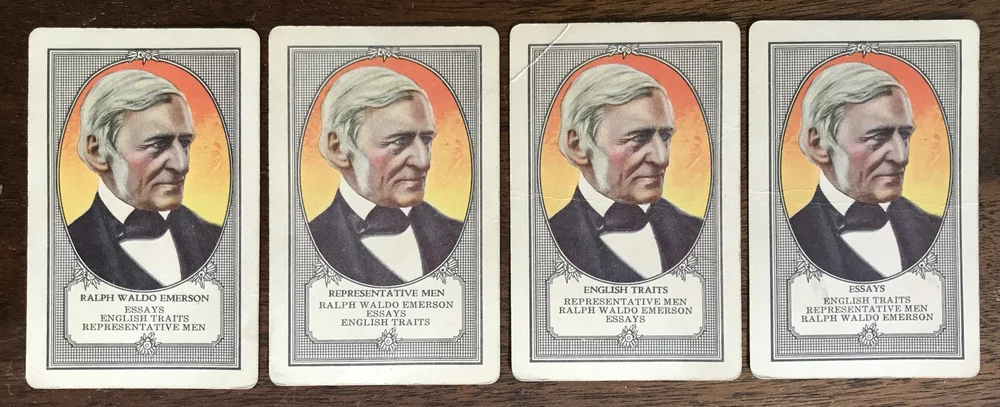 RALPH WALDO EMERSON
ESSAYS
ENGLISH TRAITS
REPRESENTATIVE MEN
REPRESENTATIVE MEN
RALPH WALDO EMERSON
ESSAYS
ENGLISH TRAITS
ENGLISH TRAITS
REPRESENTATIVE MEN
RALPH WALDO EMERSON
ESSAYS
ESSAYS
ENGLISH TRAITS
REPRESENTATIVE MEN
RALPH WALDO EMERSON